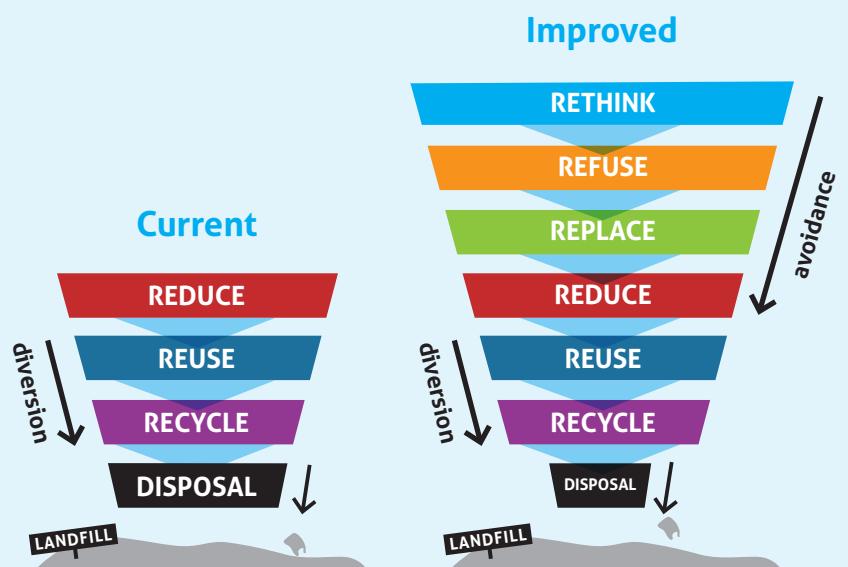 Current
REDUCE
REUSE
RECYCLE
DISPOSAL
diversion
LANDFILL
Improved
RETHINK
REFUSE
REPLACE
REDUCE
REUSE
RECYCLE
DISPOSAL
avoidance
diversion
LANDFILL